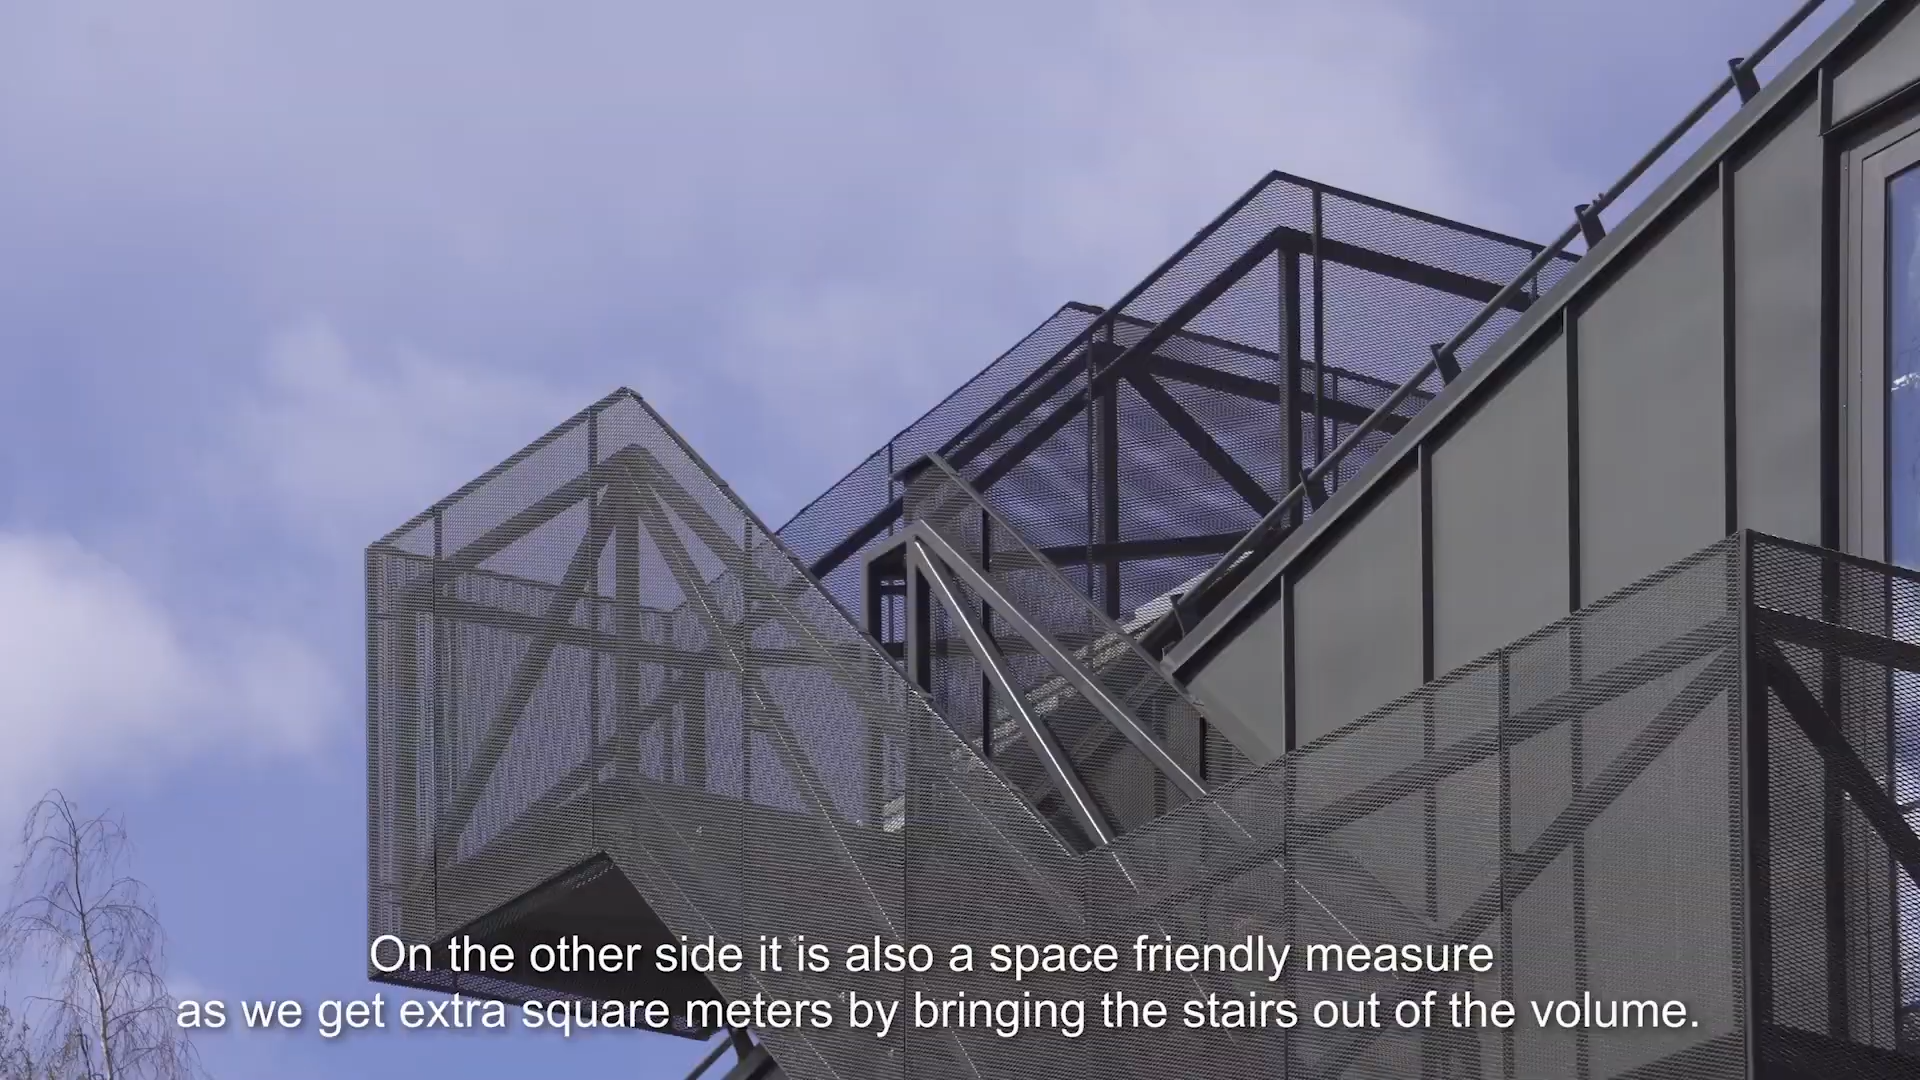 On the other side it is also a space friendly measure
as we get extra square meters by bringing the stairs out of the volume.